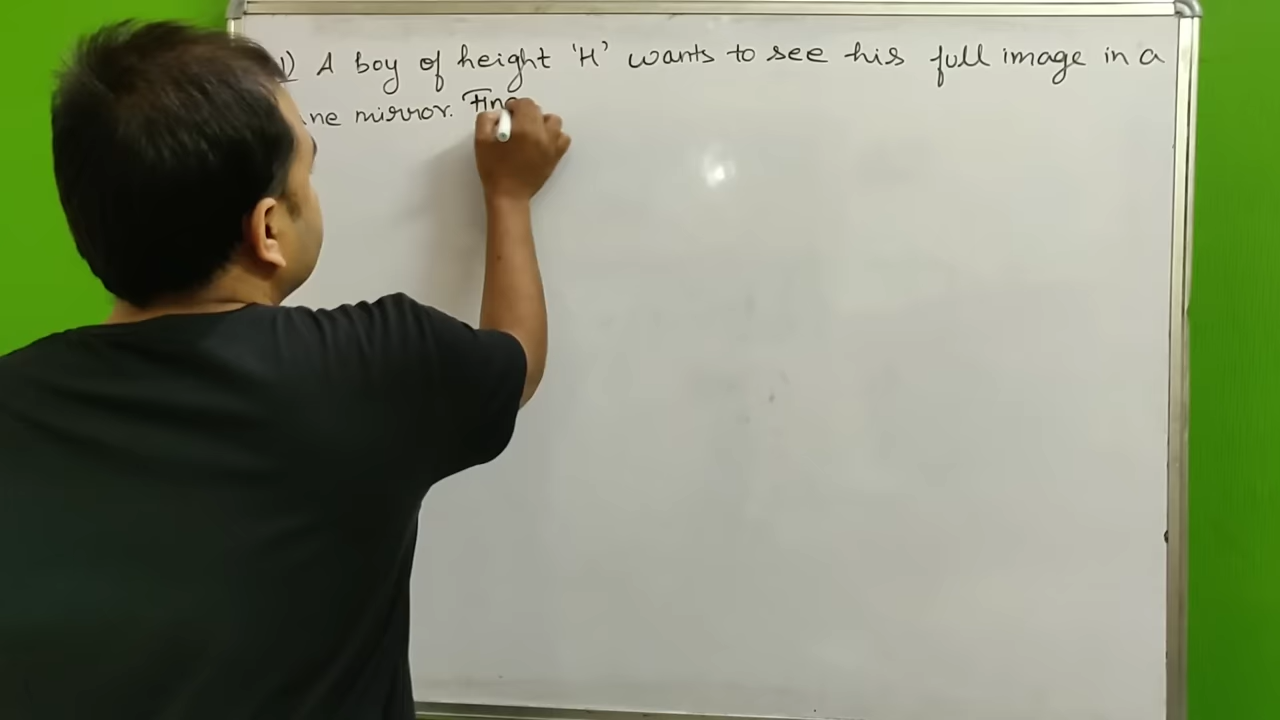 1) A boy of height 'H' wants to see his full image in a
ne mirror. Fin